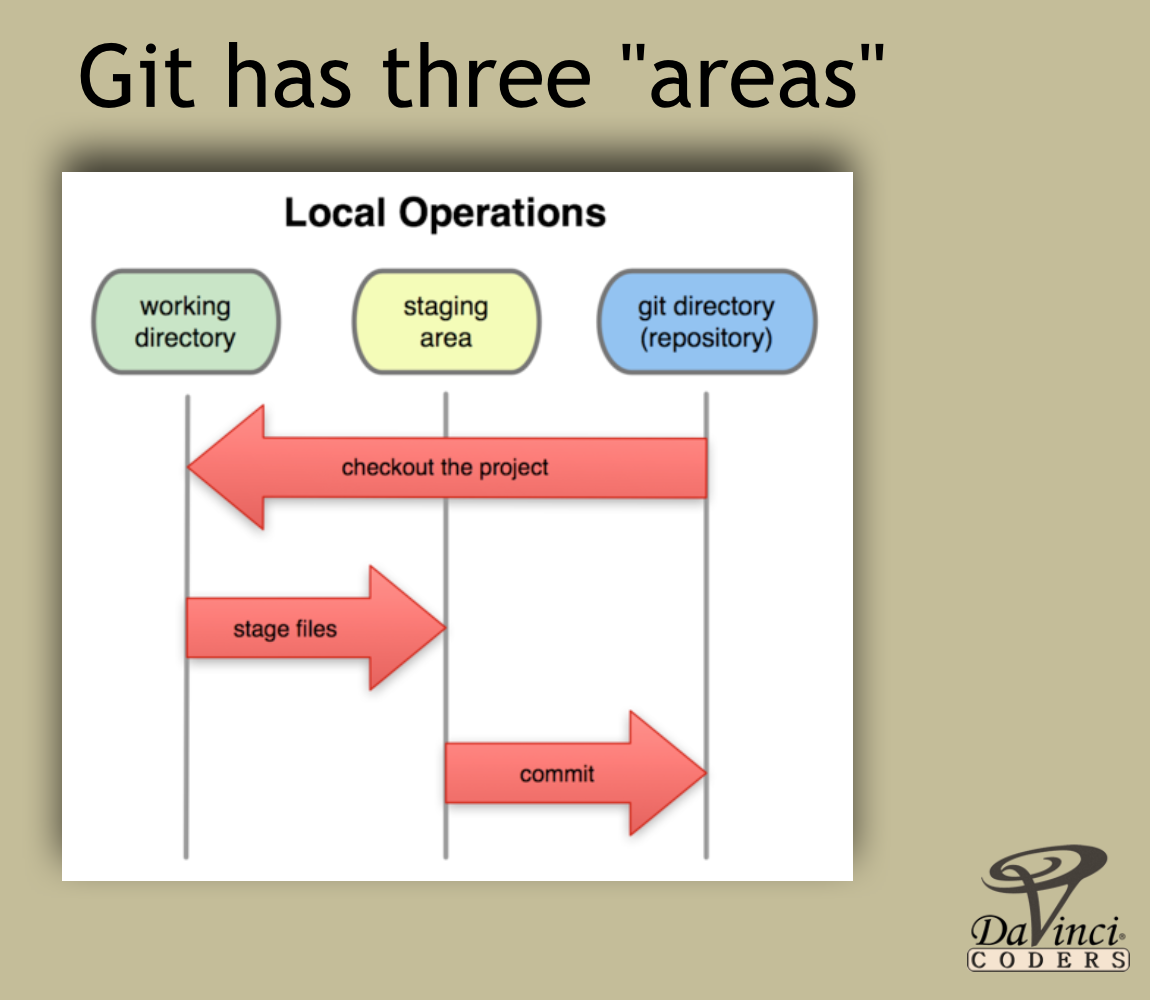 Git has three "areas"
Local Operations
working
directory
staging
area
git directory
(repository)
checkout the project
stage files
commit
DaVinci®
CODERS